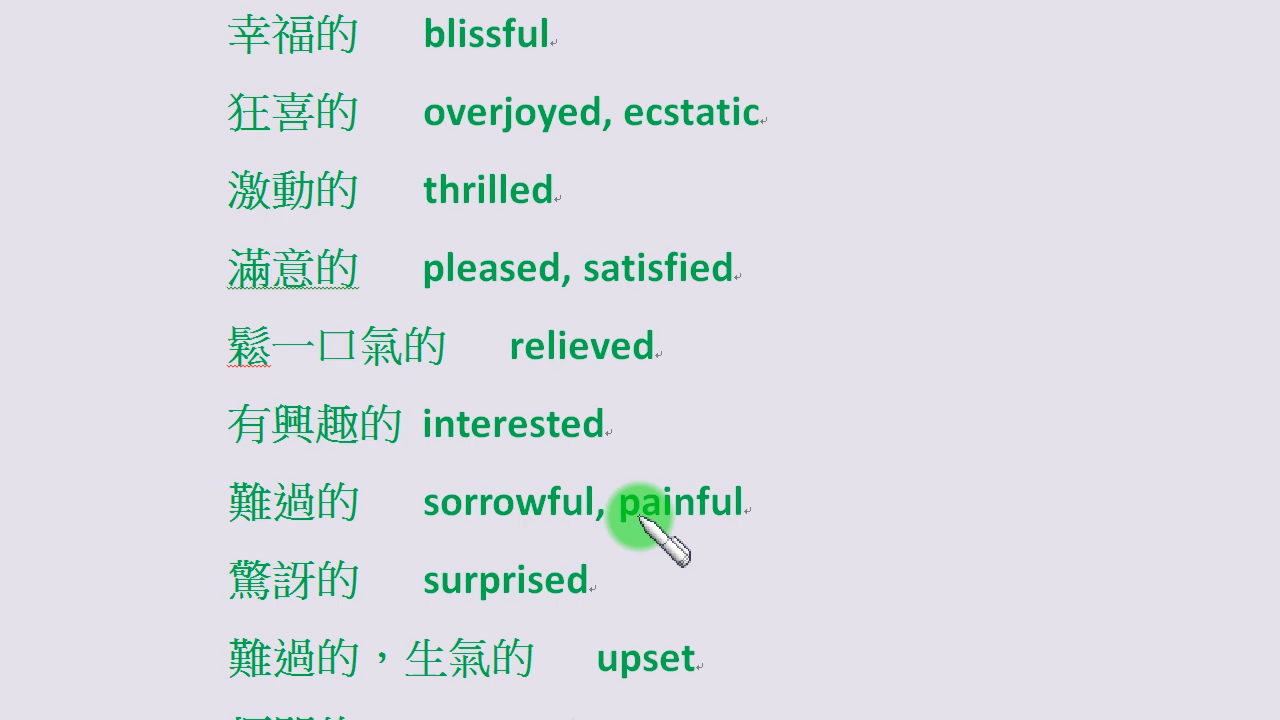 幸福的 blissful
狂喜的 overjoyed, ecstatic
激動的 thrilled
滿意的 pleased, satisfied
鬆一口氣的 relieved
有興趣的 interested
難過的 sorrowful, painful
驚訝的 surprised
難過的，生氣的 upset